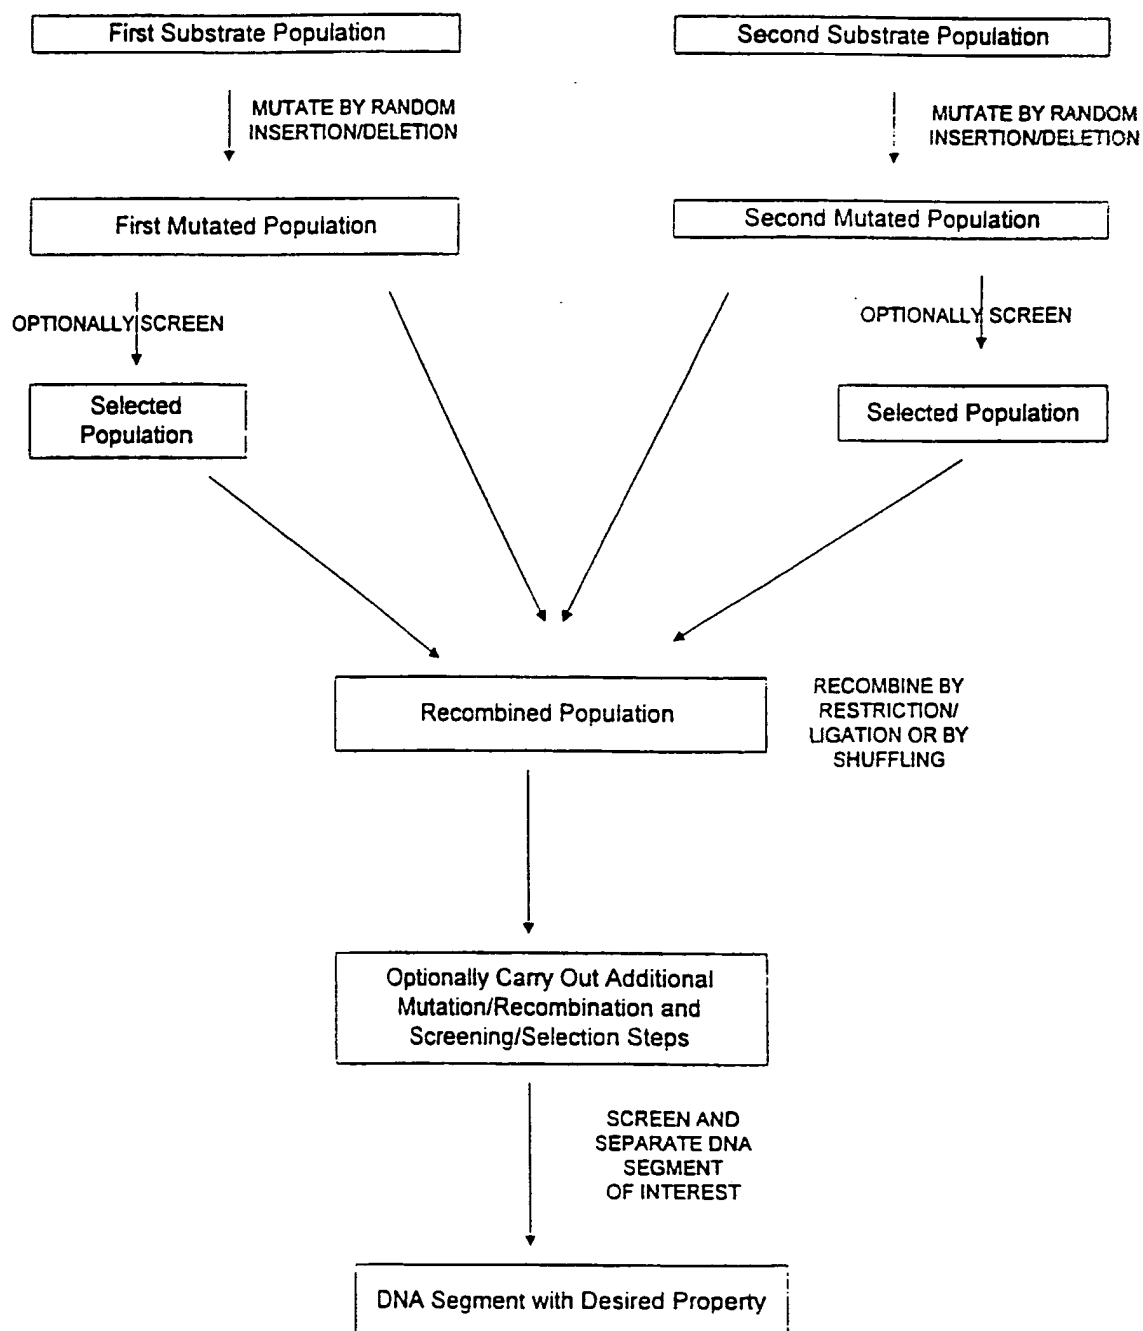 First Substrate Population
Second Substrate Population
MUTATE BY RANDOM
INSERTION/DELETION
MUTATE BY RANDOM
INSERTION/DELETION
First Mutated Population
Second Mutated Population
OPTIONALLY SCREEN
OPTIONALLY SCREEN
Selected
Population
Selected Population
Recombined Population
RECOMBINE BY
RESTRICTION/
LIGATION OR BY
SHUFFLING
Optionally Carry Out Additional
Mutation/Recombination and
Screening/Selection Steps
SCREEN AND
SEPARATE DNA
SEGMENT
OF INTEREST
DNA Segment with Desired Property